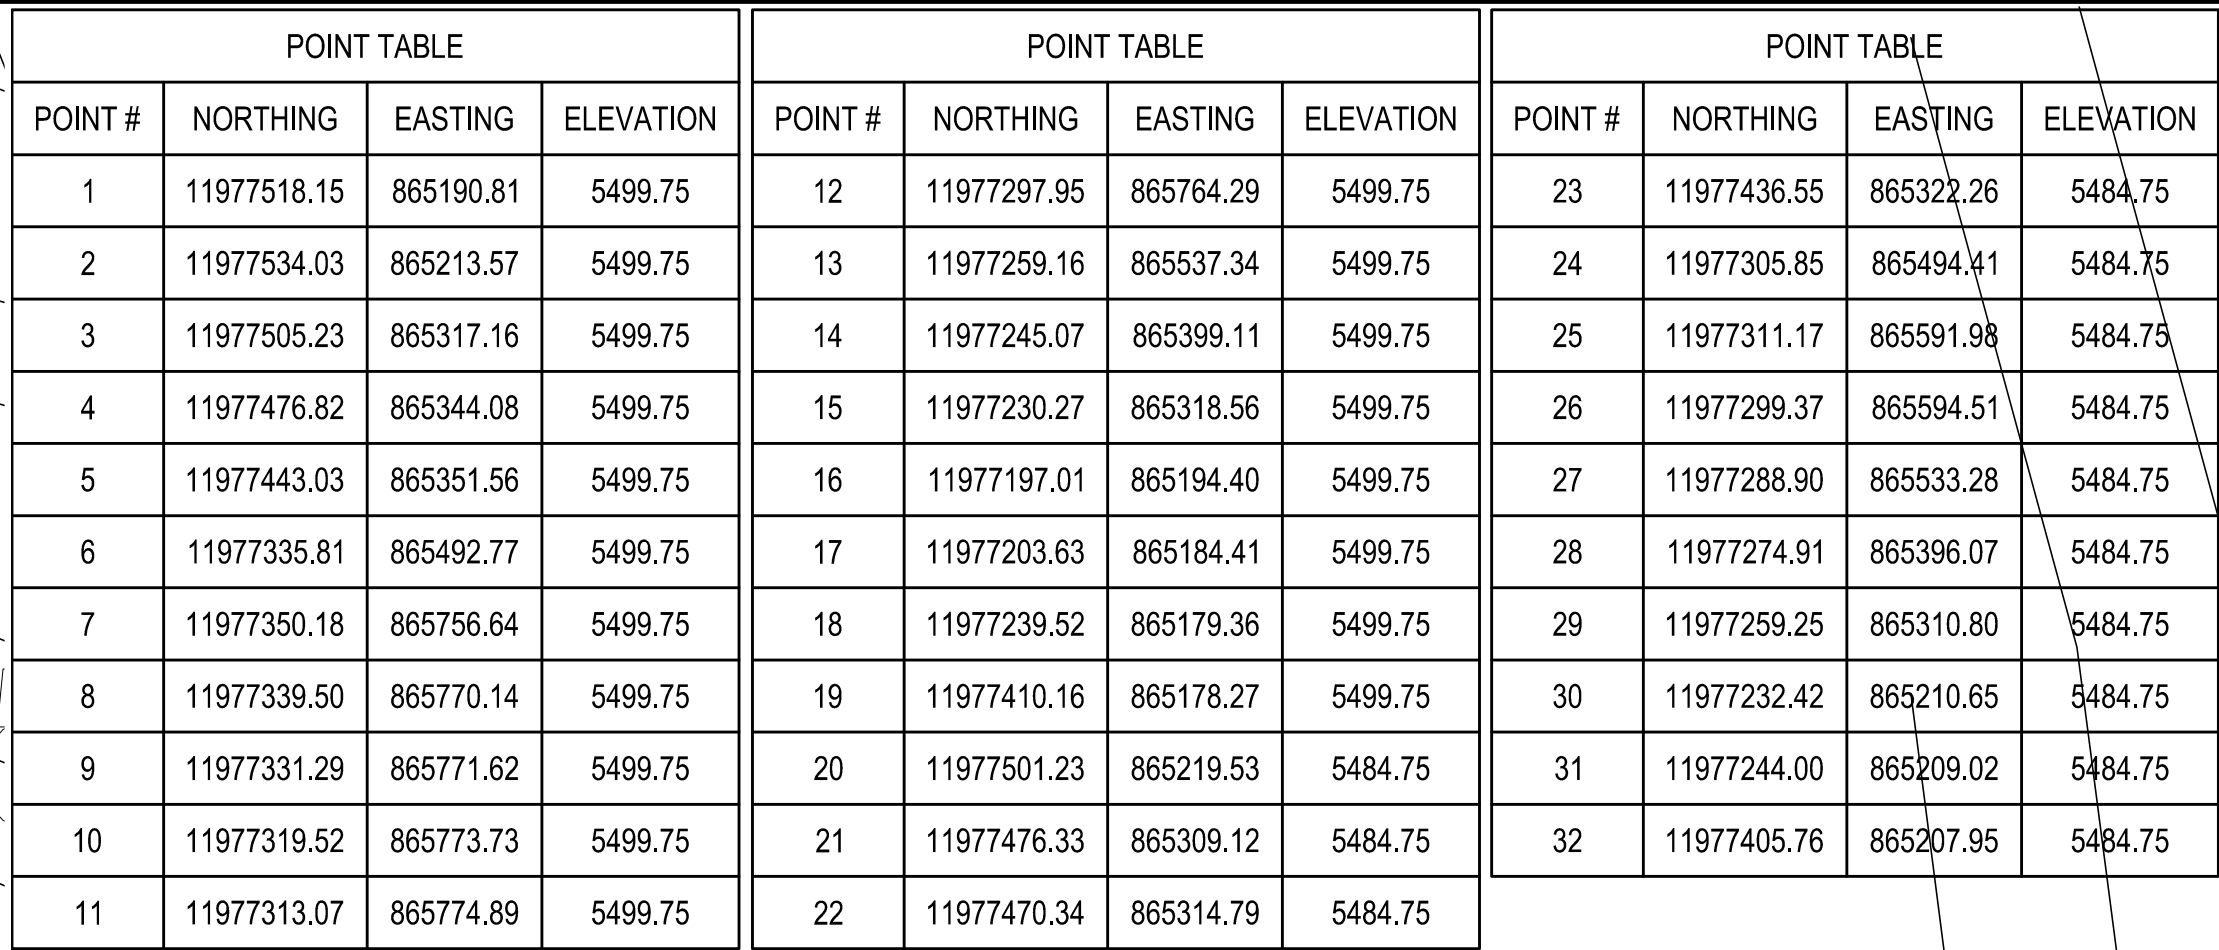 POINT TABLE
POINT # NORTHING EASTING ELEVATION
1 11977518.15 865190.81 5499.75
2 11977534.03 865213.57 5499.75
3 11977505.23 865317.16 5499.75
4 11977476.82 865344.08 5499.75
5 11977443.03 865351.56 5499.75
6 11977335.81 865492.77 5499.75
7 11977350.18 865756.64 5499.75
8 11977339.50 865770.14 5499.75
9 11977331.29 865771.62 5499.75
10 11977319.52 865773.73 5499.75
11 11977313.07 865774.89 5499.75
POINT TABLE
POINT # NORTHING EASTING ELEVATION
12 11977297.95 865764.29 5499.75
13 11977259.16 865537.34 5499.75
14 11977245.07 865399.11 5499.75
15 11977230.27 865318.56 5499.75
16 11977197.01 865194.40 5499.75
17 11977203.63 865184.41 5499.75
18 11977239.52 865179.36 5499.75
19 11977410.16 865178.27 5499.75
20 11977501.23 865219.53 5484.75
21 11977476.33 865309.12 5484.75
22 11977470.34 865314.79 5484.75
POINT TABLE
POINT # NORTHING EASTING ELEVATION
23 11977436.55 865322.26 5484.75
24 11977305.85 865494.41 5484.75
25 11977311.17 865591.98 5484.75
26 11977299.37 865594.51 5484.75
27 11977288.90 865533.28 5484.75
28 11977274.91 865396.07 5484.75
29 11977259.25 865310.80 5484.75
30 11977232.42 865210.65 5484.75
31 11977244.00 865209.02 5484.75
32 11977405.76 865207.95 5484.75